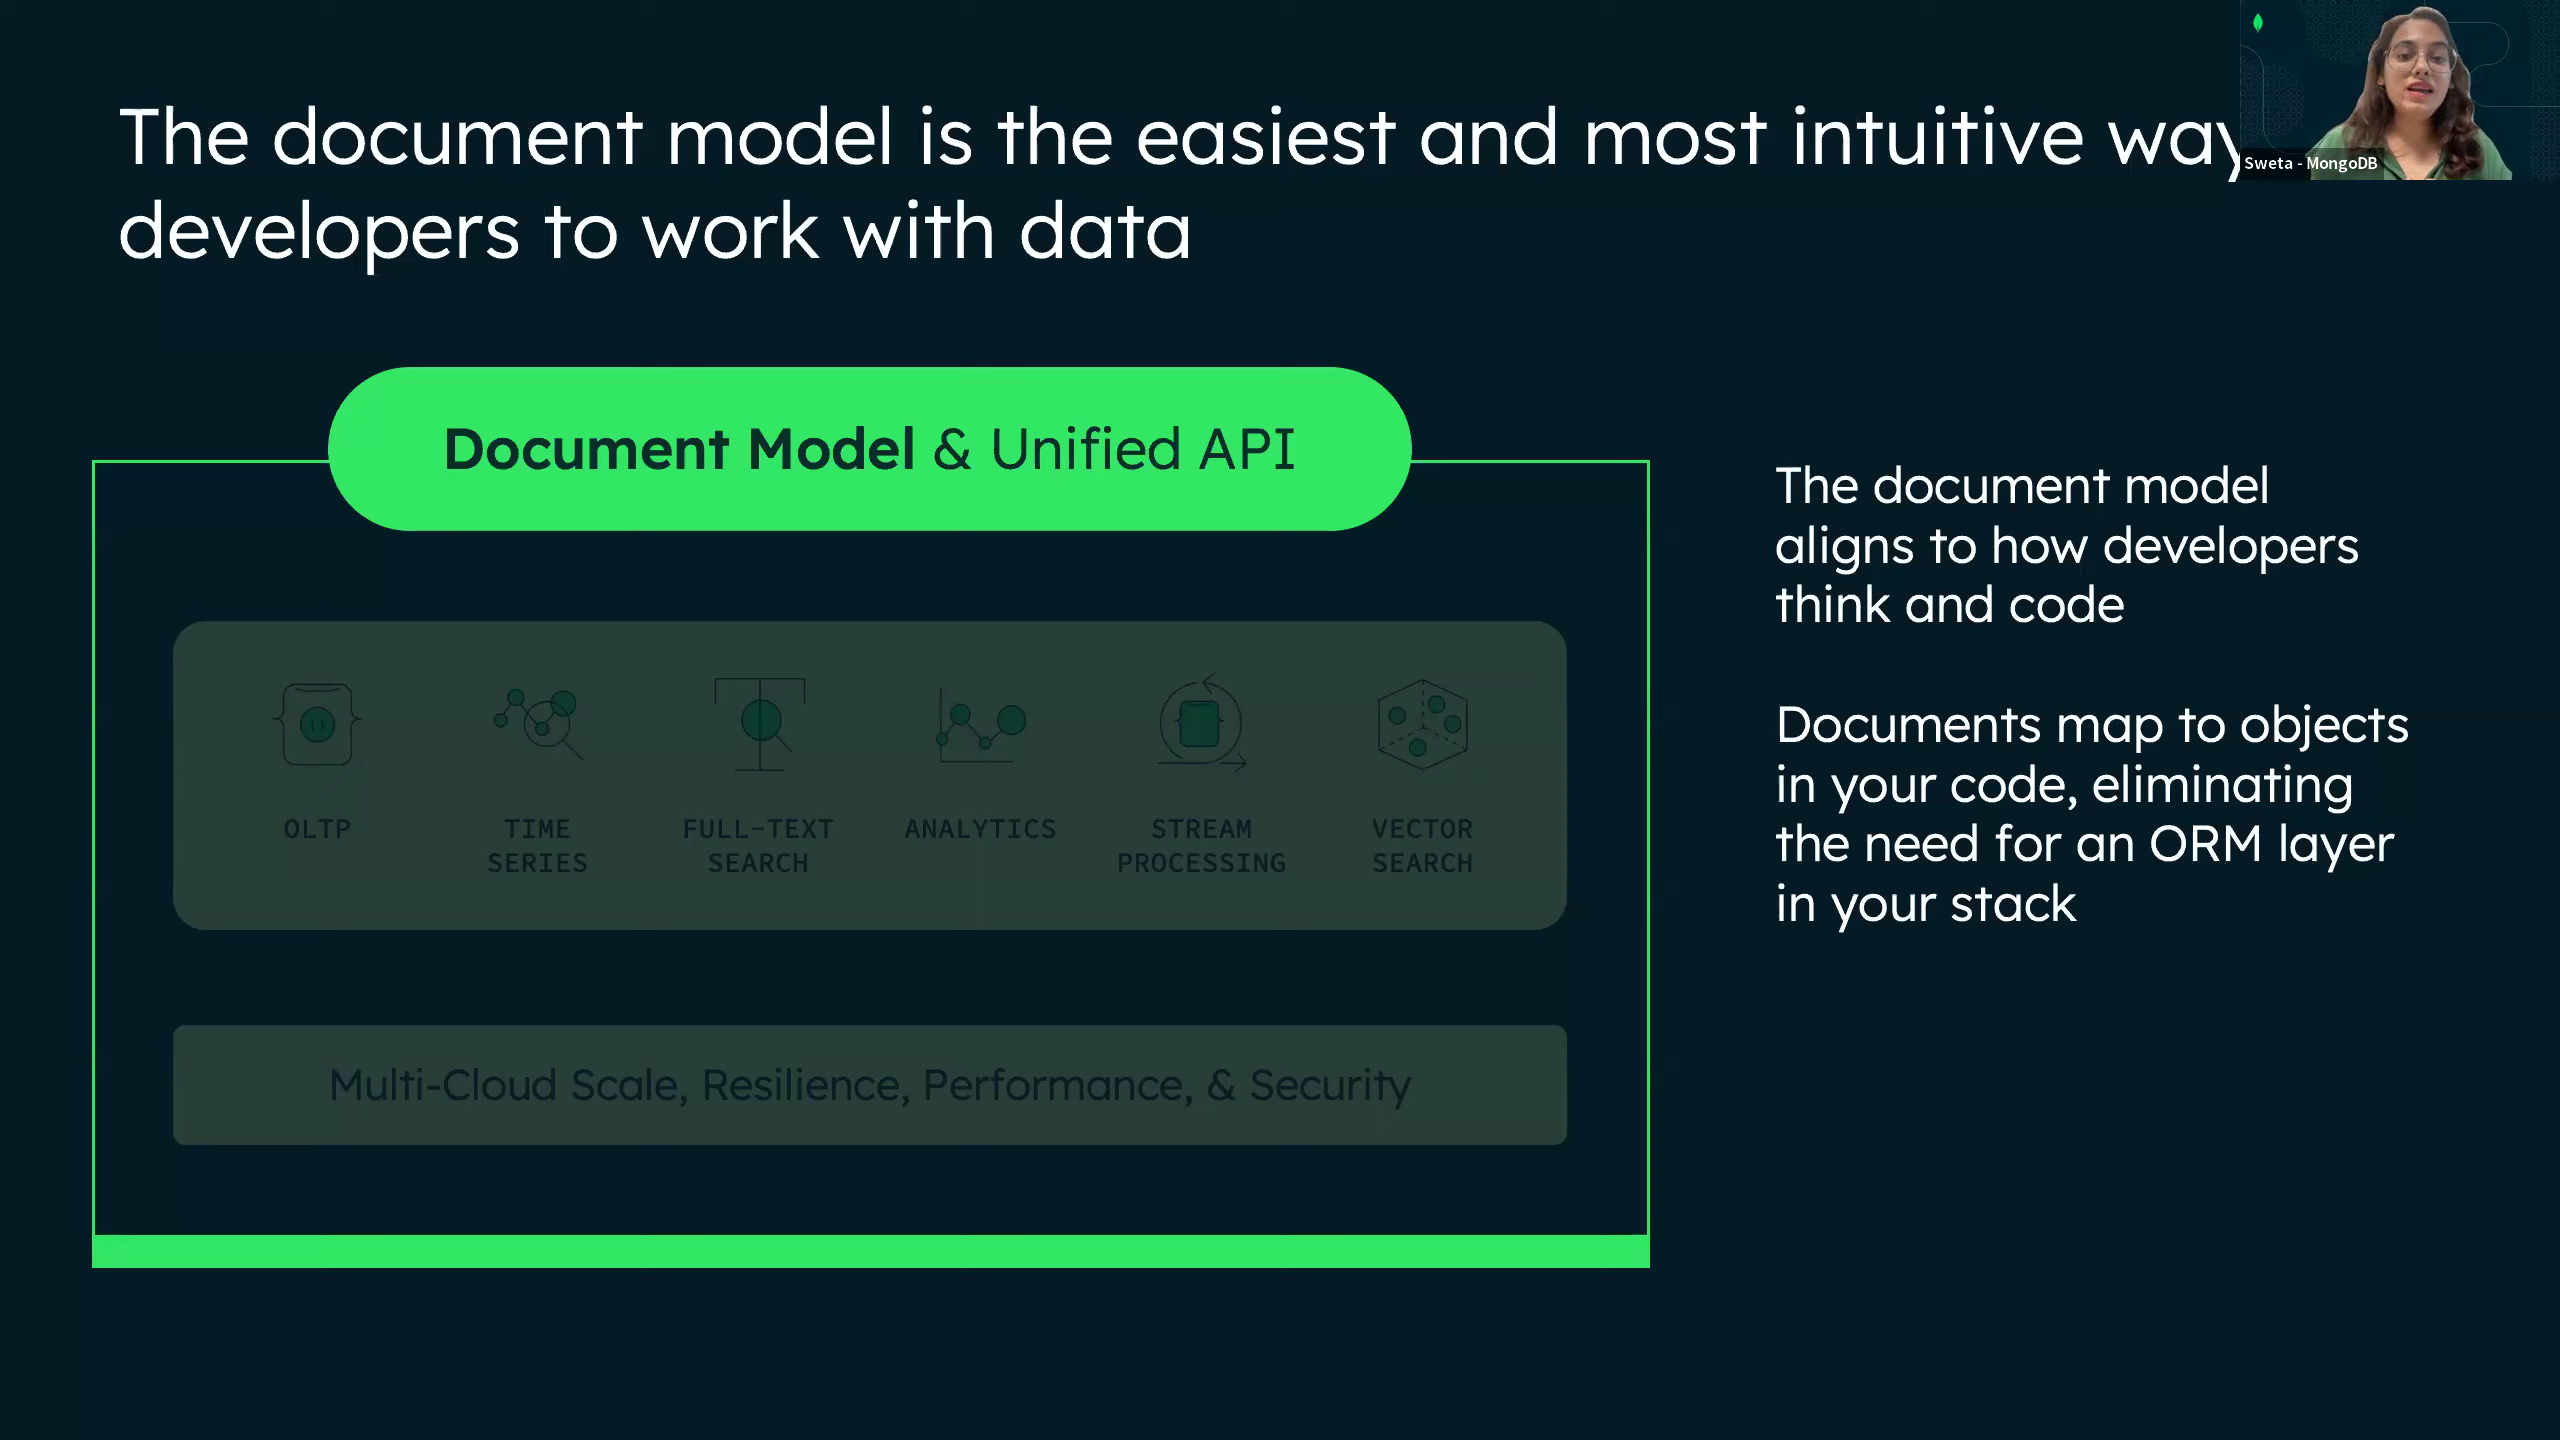 The document model is the easiest and most intuitive way
developers to work with data
Sweta - MongoDB
Document Model & Unified API
OLTP
TIME
SERIES
FULL-TEXT
SEARCH
ANALYTICS
STREAM
PROCESSING
VECTOR
SEARCH
Multi-Cloud Scale, Resilience, Performance, & Security
The document model
aligns to how developers
think and code
Documents map to objects
in your code, eliminating
the need for an ORM layer
in your stack